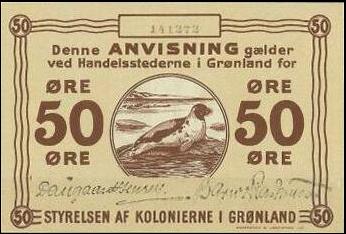 50 141272 50
Denne ANVISNING gælder
ved Handelsstederne i Grønland for
ØRE ØRE
50 50
ØRE ØRE
50 STYRELSEN AF KOLONIERNE I GRØNLAND 50